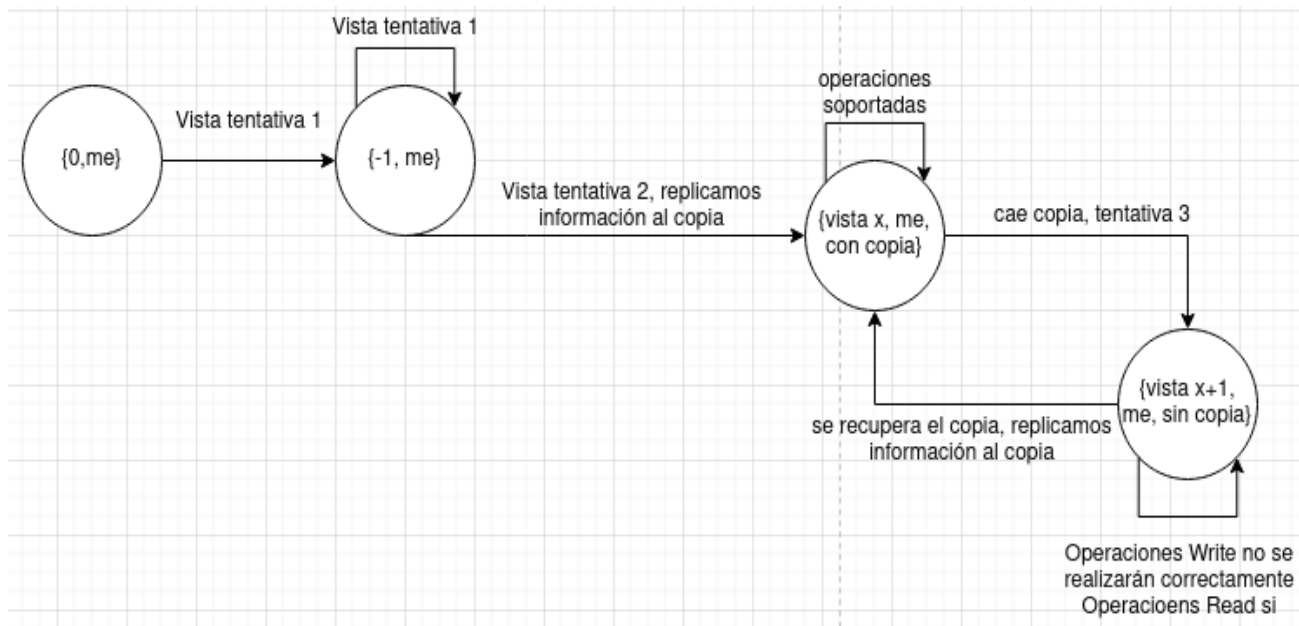 Vista tentativa 1
{0,me}
Vista tentativa 1
{-1, me}
Vista tentativa 2, replicamos
información al copia
operaciones
soportadas
{vista x, me,
con copia}
cae copia, tentativa 3
{vista x+1,
me, sin copia}
se recupera el copia, replicamos
información al copia
Operaciones Write no se
realizarán correctamente
Operacioens Read si